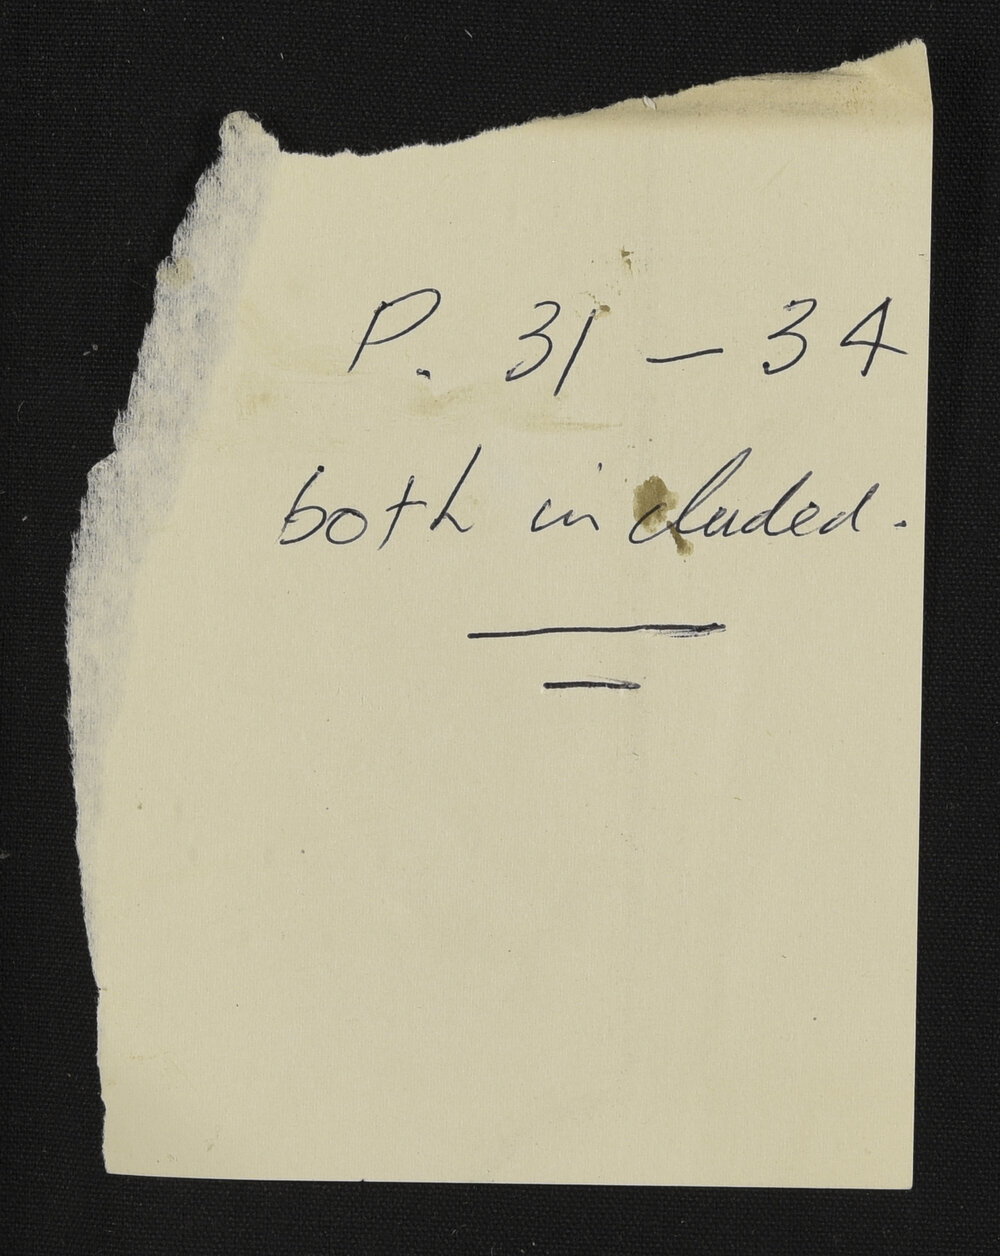 P. 31 - 34
both included.